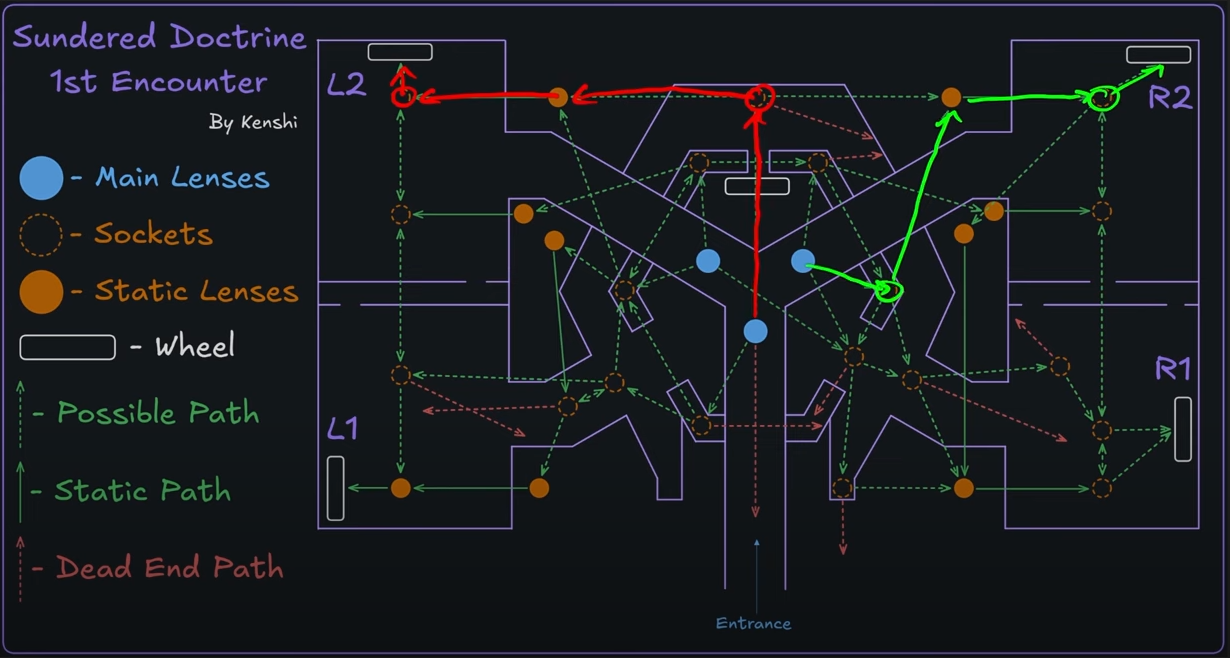 Sundered Doctrine
1st Encounter
By Kenshi
- Main Lenses
- Sockets
- Static Lenses
- Wheel
- Possible Path
- Static Path
- Dead End Path
L2
R2
L1
R1
Entrance